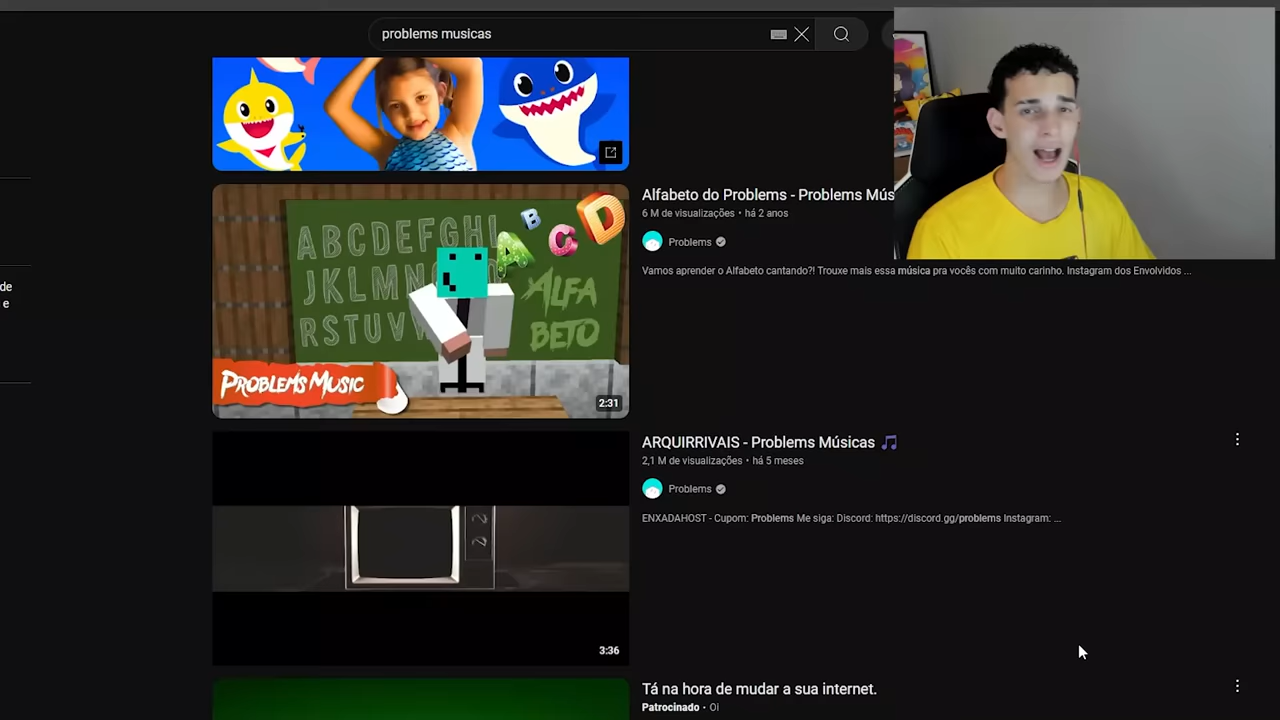 problems musicas
de
e
ABCDEFGHI
JKLMN
RSTUV
A
B
C
D
ALFA
BETO
PROBLEMS MUSIC
2:31
Alfabeto do Problems - Problems Mús
6 M de visualizações • há 2 anos
Problems
Vamos aprender o Alfabeto cantando?! Trouxe mais essa música pra vocês com muito carinho. Instagram dos Envolvidos ...
3:36
ARQUIRRIVAIS - Problems Músicas 🎵
2,1 M de visualizações • há 5 meses
Problems
ENXADAHOST - Cupom: Problems Me siga: Discord: https://discord.gg/problems Instagram: ...
Tá na hora de mudar a sua internet.
Patrocinado • Oi